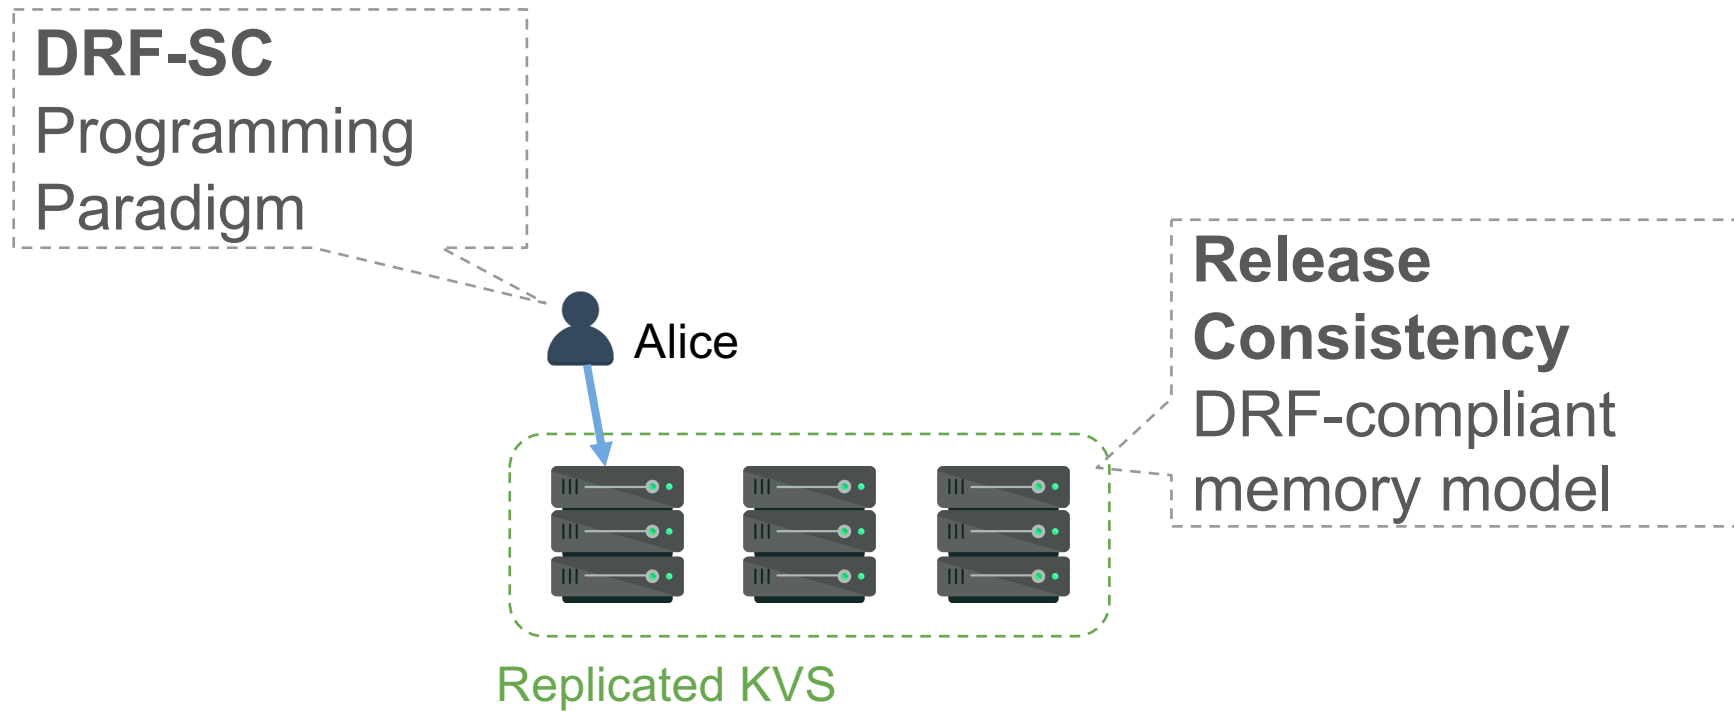 DRF-SC
Programming
Paradigm
Alice
Release
Consistency
DRF-compliant
memory model
Replicated KVS